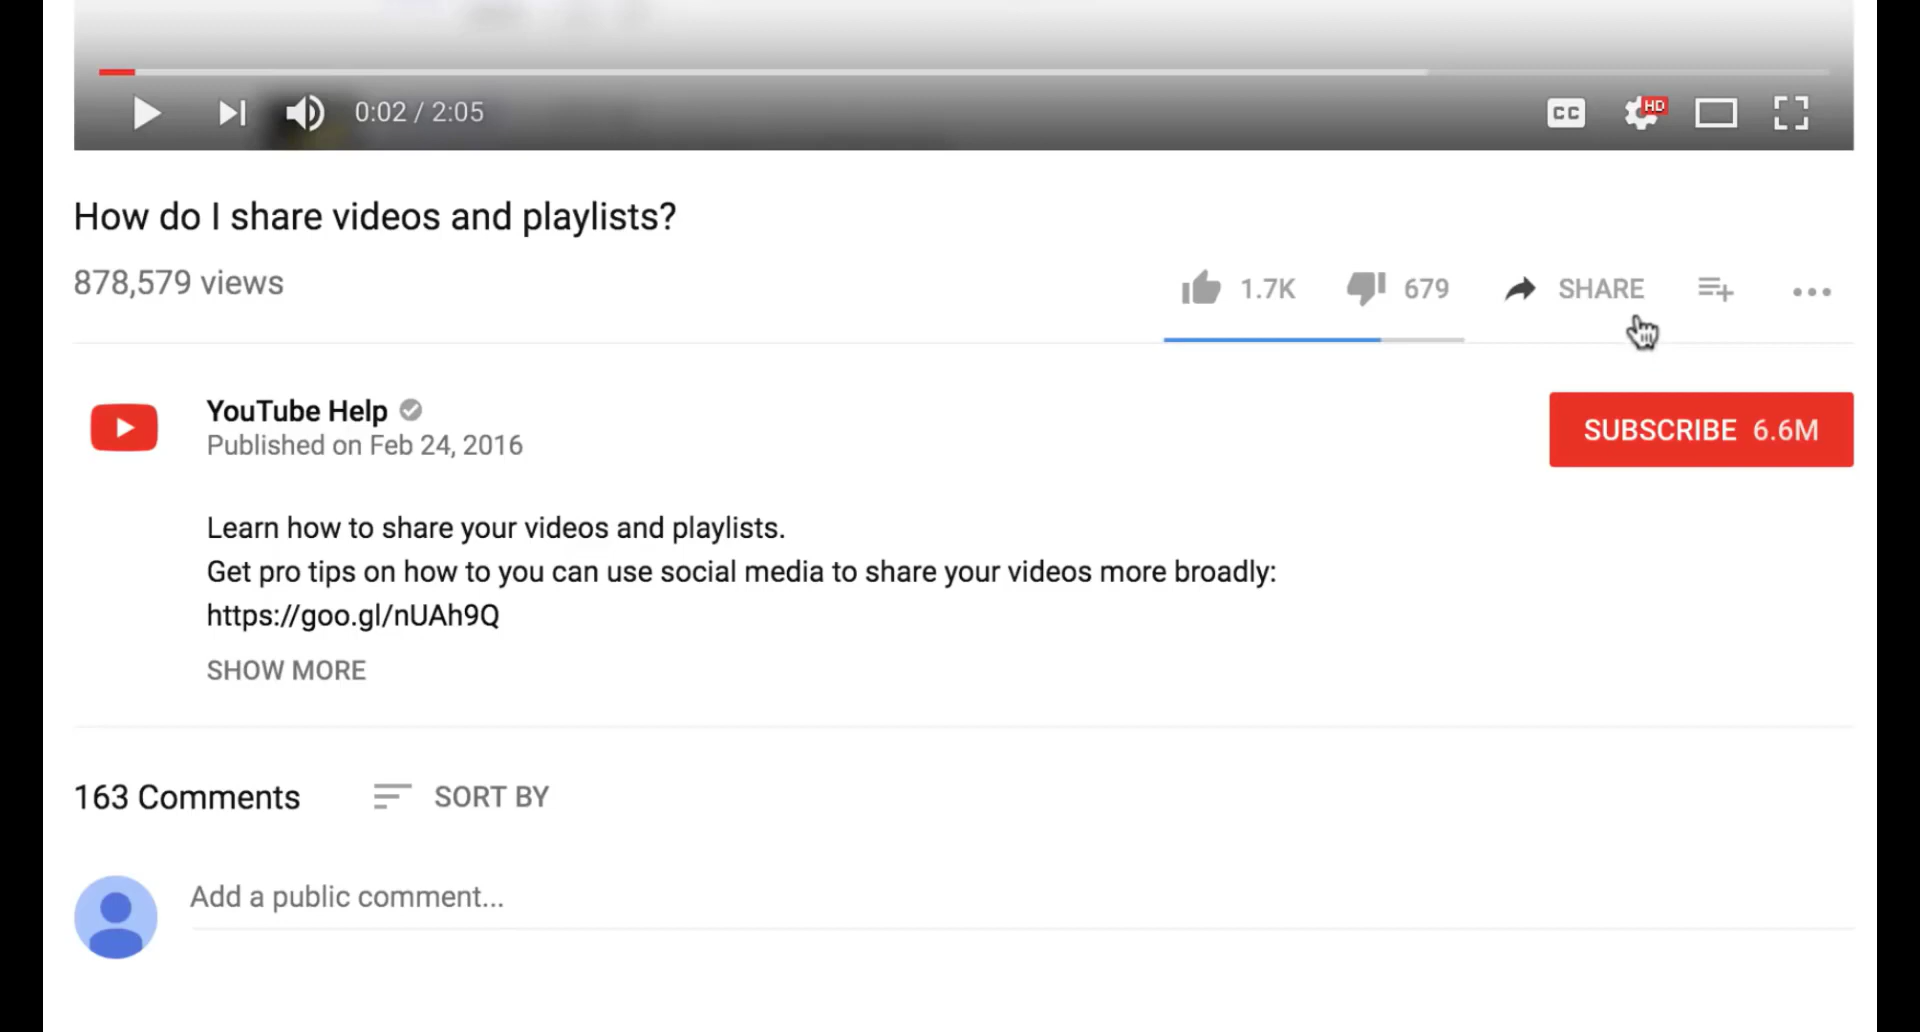 0:02 / 2:05 CC HD
How do I share videos and playlists?
878,579 views
1.7K 679 SHARE
YouTube Help
Published on Feb 24, 2016
SUBSCRIBE 6.6M
Learn how to share your videos and playlists.
Get pro tips on how to you can use social media to share your videos more broadly:
https://goo.gl/nUAh9Q
SHOW MORE
163 Comments SORT BY
Add a public comment...